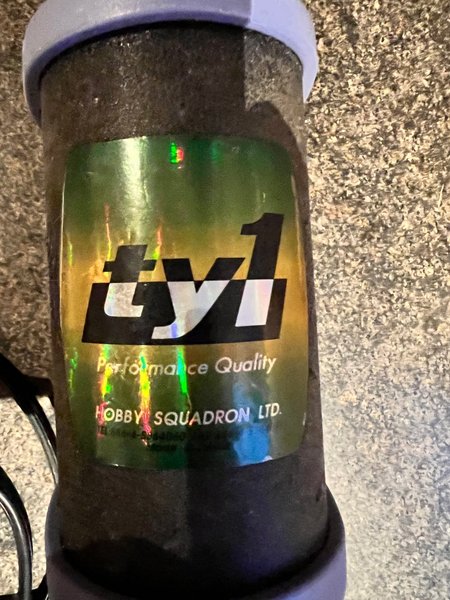 ty1
Performance Quality
HOBBY SQUADRON LTD.